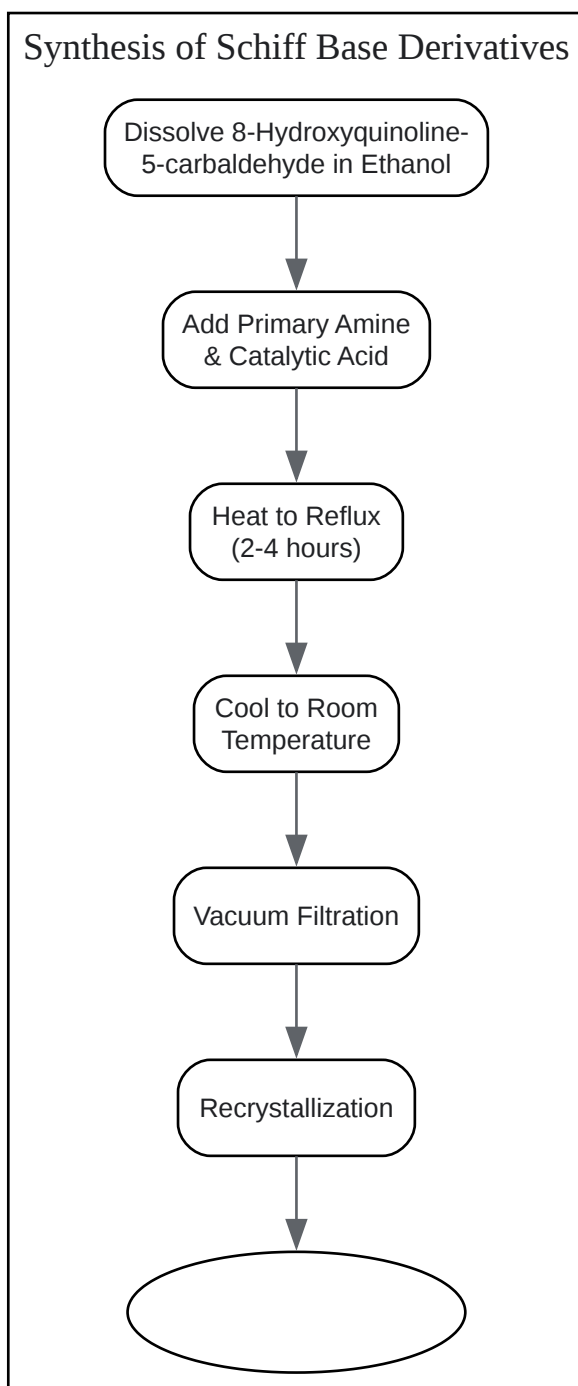 Synthesis of Schiff Base Derivatives
Dissolve 8-Hydroxyquinoline-
5-carbaldehyde in Ethanol
Add Primary Amine
& Catalytic Acid
Heat to Reflux
(2-4 hours)
Cool to Room
Temperature
Vacuum Filtration
Recrystallization